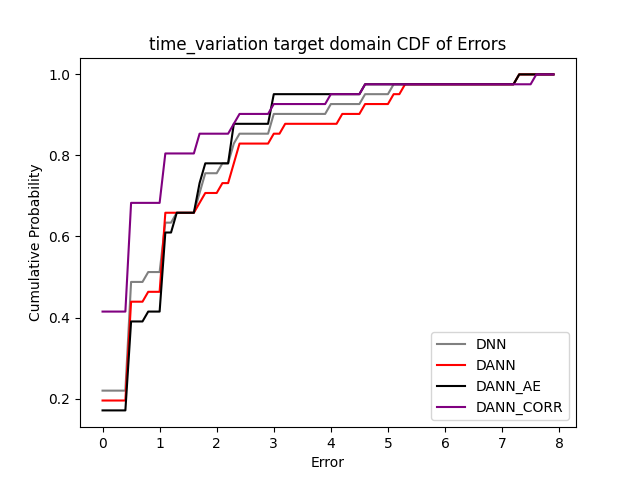 time_variation target domain CDF of Errors
Cumulative Probability
1.0
0.8
0.6
0.4
0.2
DNN
DANN
DANN_AE
DANN_CORR
0 1 2 3 4 5 6 7 8
Error